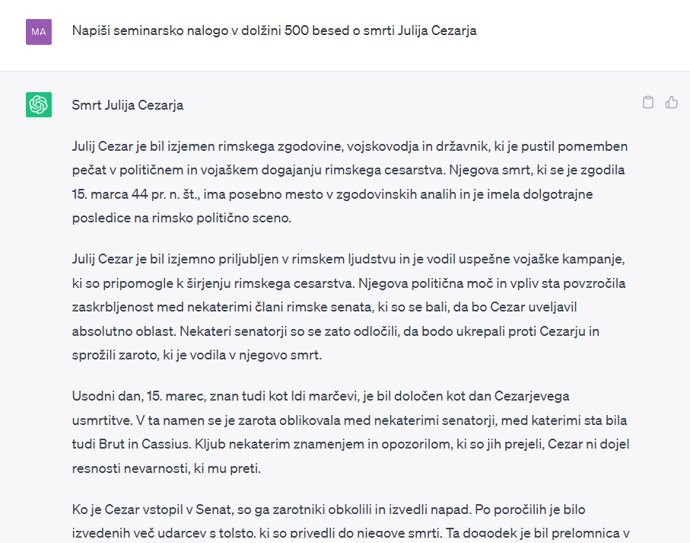 MA
Napiši seminarsko nalogo v dolžini 500 besed o smrti Julija Cezarja
Smrt Julija Cezarja
Julij Cezar je bil izjemen rimskega zgodovine, vojskovodja in državnik, ki je pustil pomemben
pečat v političnem in vojaškem dogajanju rimskega cesarstva. Njegova smrt, ki se je zgodila
15. marca 44 pr. n. št., ima posebno mesto v zgodovinskih analih in je imela dolgotrajne
posledice na rimsko politično sceno.
Julij Cezar je bil izjemno priljubljen v rimskem ljudstvu in je vodil uspešne vojaške kampanje,
ki so pripomogle k širjenju rimskega cesarstva. Njegova politična moč in vpliv sta povzročila
zaskrbljenost med nekaterimi člani rimske senata, ki so se bali, da bo Cezar uveljavil
absolutno oblast. Nekateri senatorji so se zato odločili, da bodo ukrepali proti Cezarju in
sprožili zaroto, ki je vodila v njegovo smrt.
Usodni dan, 15. marec, znan tudi kot Idi marčevi, je bil določen kot dan Cezarjevega
usmrtitve. V ta namen se je zarota oblikovala med nekaterimi senatorji, med katerimi sta bila
tudi Brut in Cassius. Kljub nekaterim znamenjem in opozorilom, ki so jih prejeli, Cezar ni dojel
resnosti nevarnosti, ki mu preti.
Ko je Cezar vstopil v Senat, so ga zarotniki obkolili in izvedli napad. Po poročilih je bilo
izvedenih več udarcev s tolsto, ki so privedli do njegove smrti. Ta dogodek je bil prelomnica v